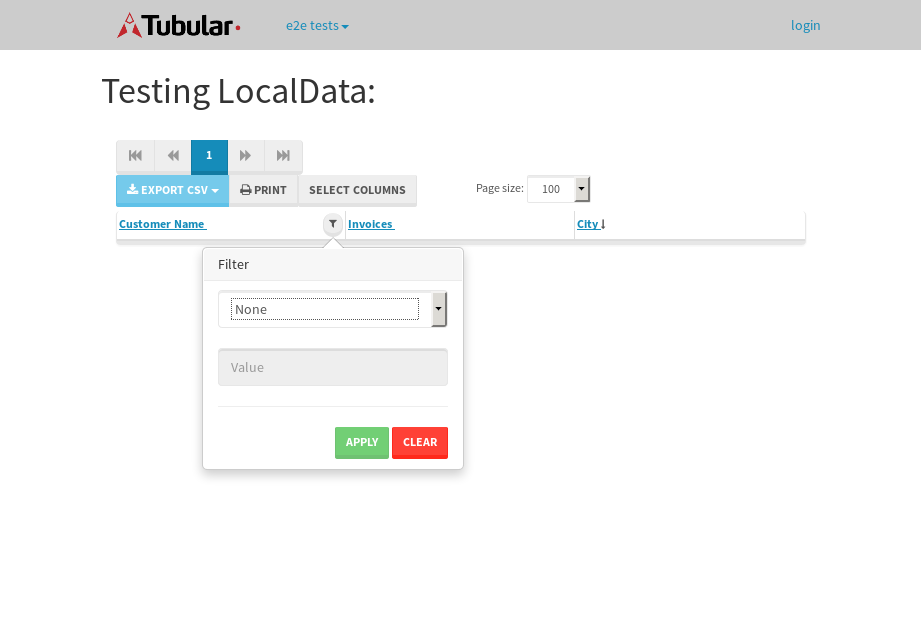 Tubular
e2e tests
login
Testing LocalData:
1
EXPORT CSV
PRINT
SELECT COLUMNS
Page size:
100
Customer Name
Invoices
City
Filter
None
Value
APPLY
CLEAR